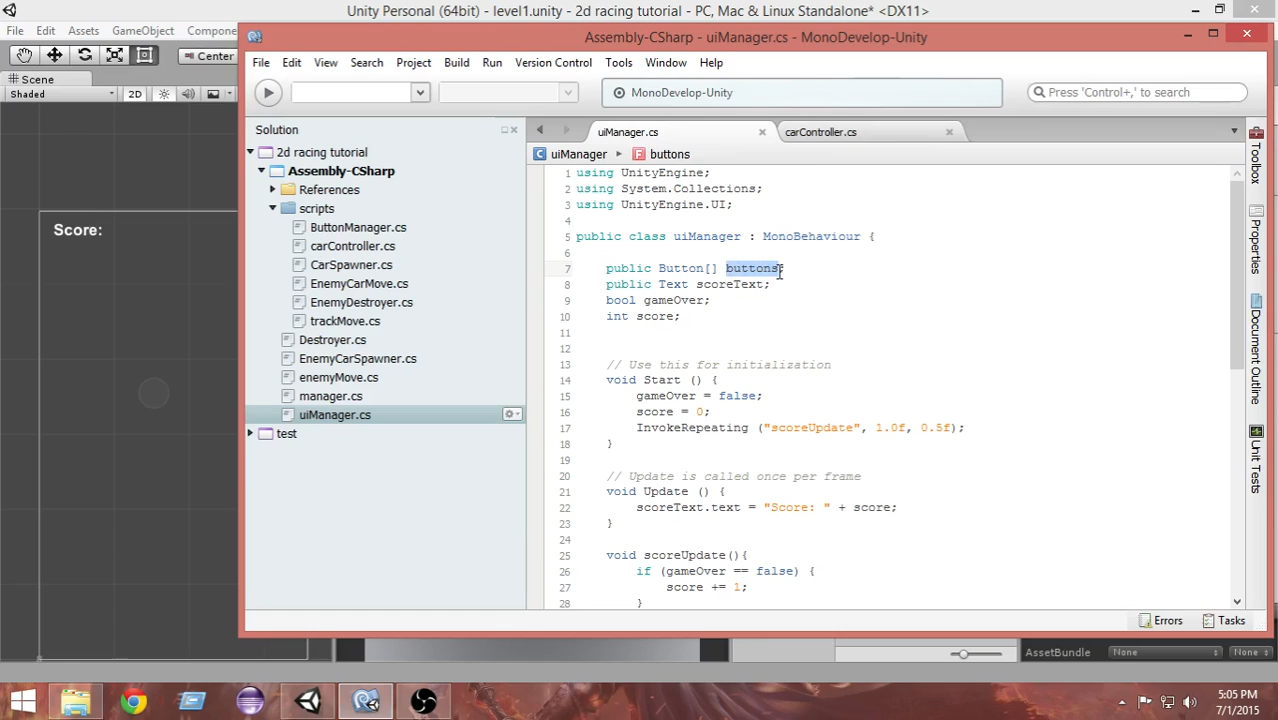 Unity Personal (64bit) - level1.unity - 2d racing tutorial - PC, Mac & Linux Standalone* <DX11>
File Edit Assets GameObject Compone
Center
Scene
Shaded 2D
Score:
Assembly-CSharp - uiManager.cs - MonoDevelop-Unity
File Edit View Search Project Build Run Version Control Tools Window Help
MonoDevelop-Unity
Press 'Control+,' to search
Solution
2d racing tutorial
Assembly-CSharp
References
scripts
ButtonManager.cs
carController.cs
CarSpawner.cs
EnemyCarMove.cs
EnemyDestroyer.cs
trackMove.cs
Destroyer.cs
EnemyCarSpawner.cs
enemyMove.cs
manager.cs
uiManager.cs
test
uiManager.cs carController.cs
uiManager buttons
1 using UnityEngine;
2 using System.Collections;
3 using UnityEngine.UI;
4
5 public class uiManager : MonoBehaviour {
6
7 public Button[] buttons;
8 public Text scoreText;
9 bool gameOver;
10 int score;
11
12
13 // Use this for initialization
14 void Start () {
15 gameOver = false;
16 score = 0;
17 InvokeRepeating ("scoreUpdate", 1.0f, 0.5f);
18 }
19
20 // Update is called once per frame
21 void Update () {
22 scoreText.text = "Score: " + score;
23 }
24
25 void scoreUpdate(){
26 if (gameOver == false) {
27 score += 1;
28 }
Toolbox
Properties
Document Outline
Unit Tests
Errors Tasks
AssetBundle None None
5:05 PM
7/1/2015